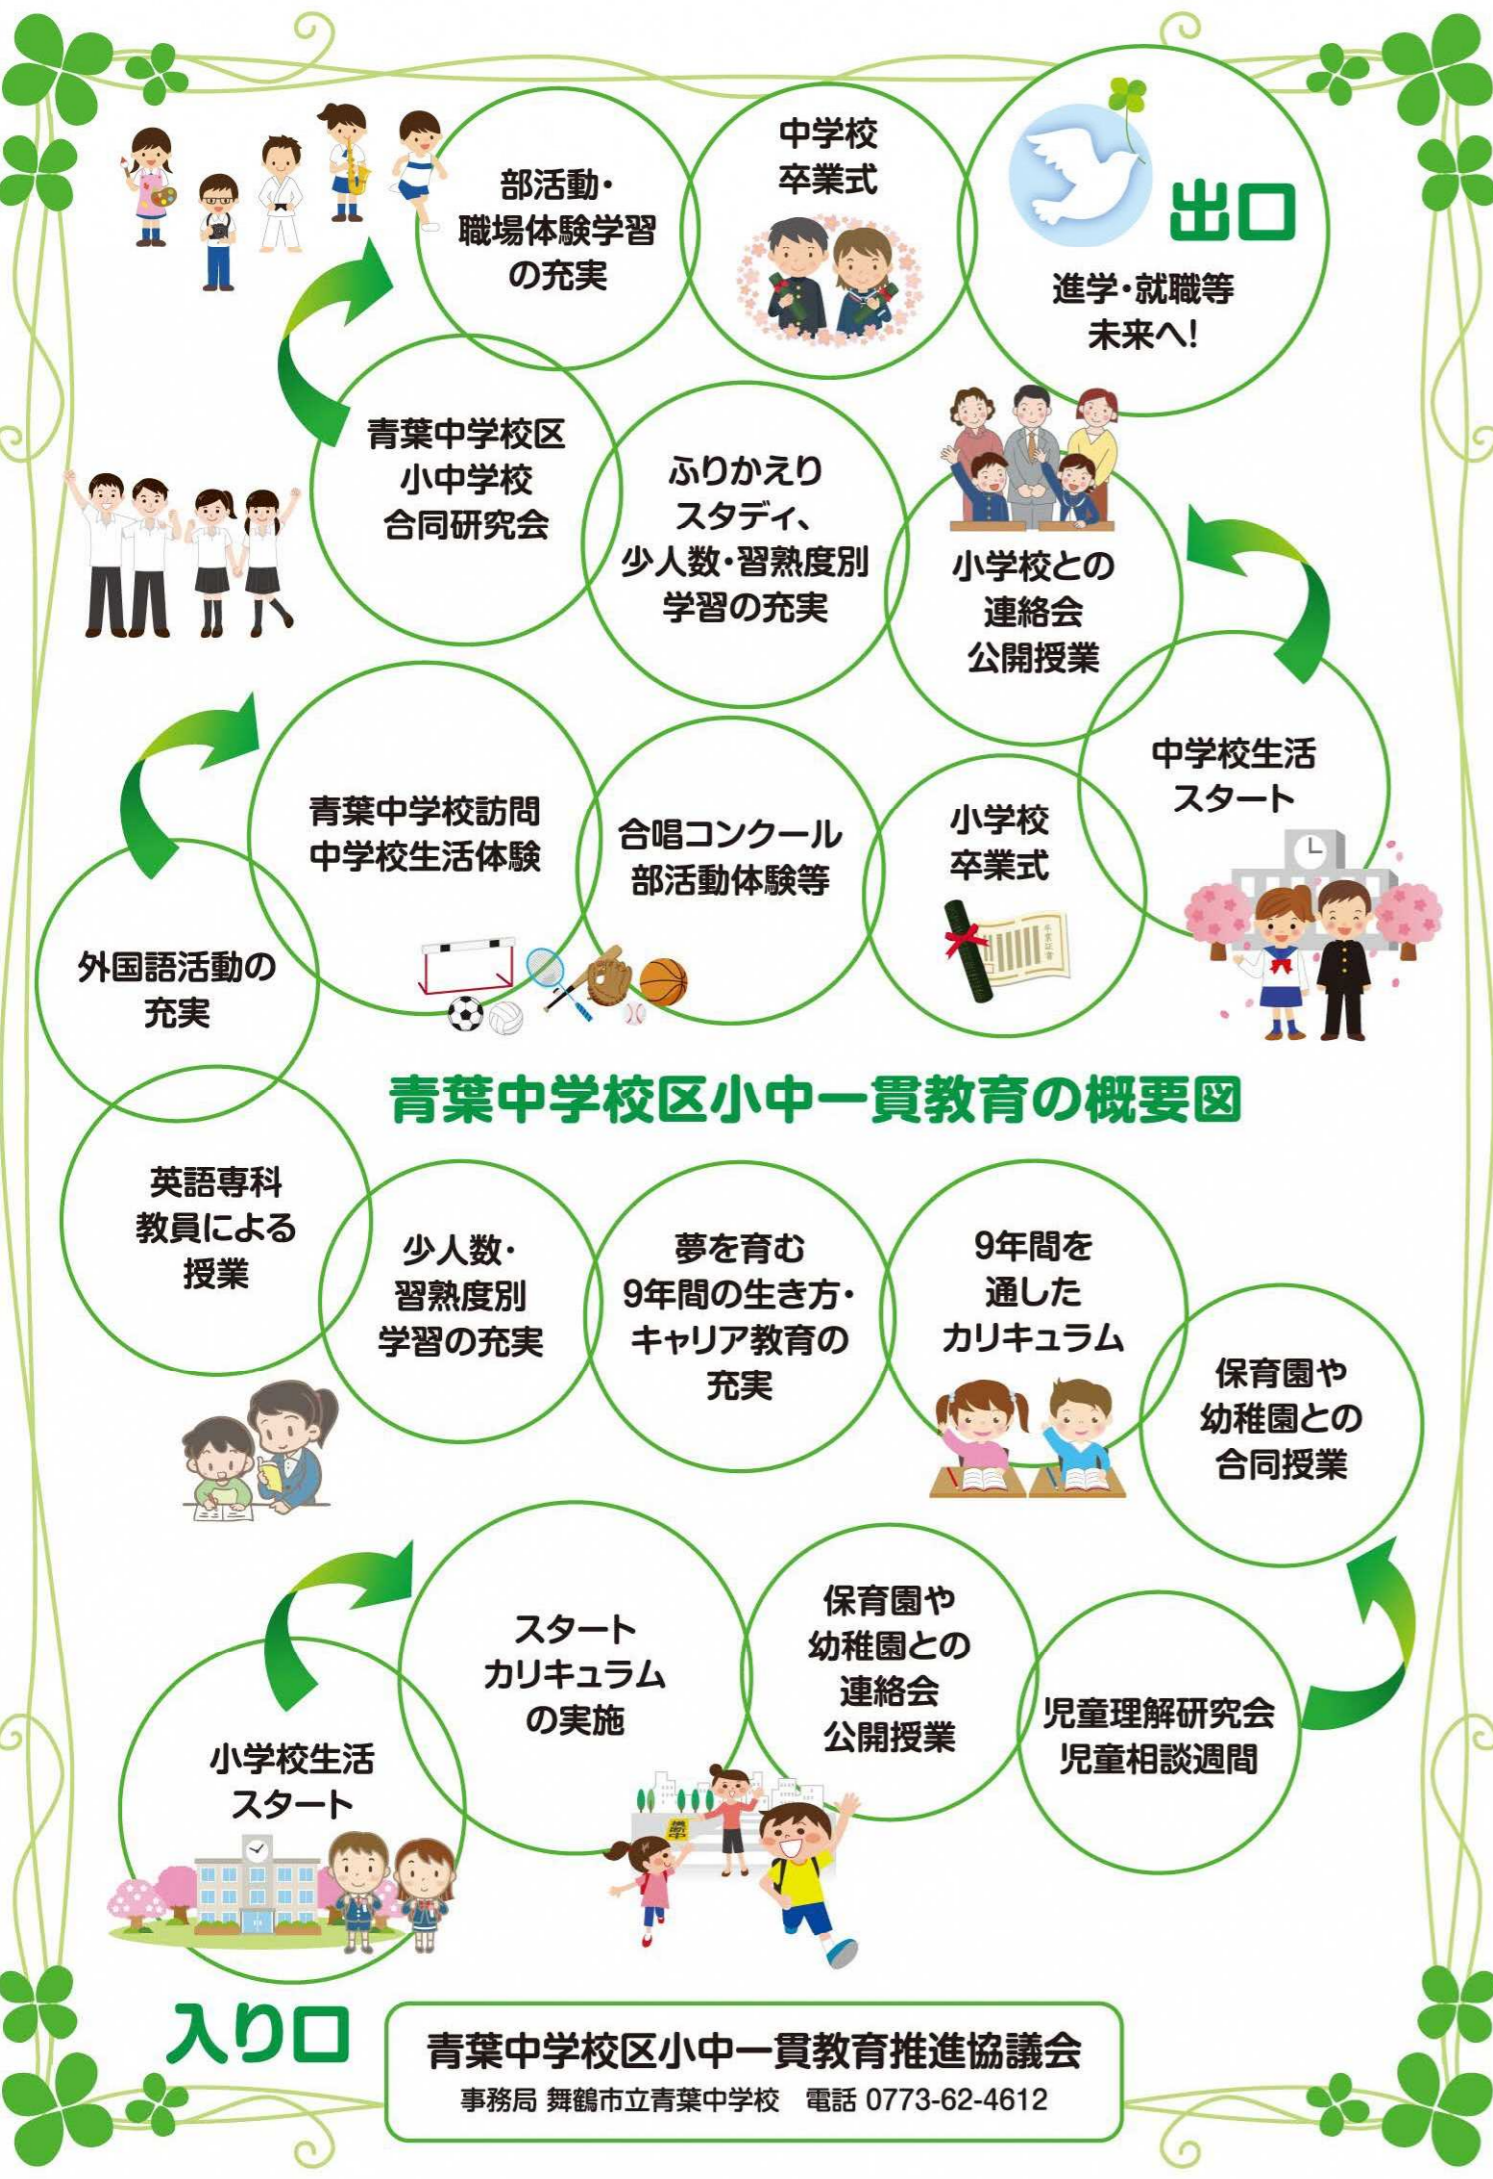 部活動・
職場体験学習
の充実
中学校
卒業式
出口
進学・就職等
未来へ!
青葉中学校区
小中学校
合同研究会
ふりかえり
スタディ、
少人数・習熟度別
学習の充実
小学校との
連絡会
公開授業
中学校生活
スタート
青葉中学校訪問
中学校生活体験
合唱コンクール
部活動体験等
小学校
卒業式
卒業証書
外国語活動の
充実
青葉中学校区小中一貫教育の概要図
英語専科
教員による
授業
少人数・
習熟度別
学習の充実
夢を育む
9年間の生き方・
キャリア教育の
充実
9年間を
通した
カリキュラム
保育園や
幼稚園との
合同授業
スタート
カリキュラム
の実施
保育園や
幼稚園との
連絡会
公開授業
児童理解研究会
児童相談週間
小学校生活
スタート
横断中
入り口
青葉中学校区小中一貫教育推進協議会
事務局 舞鶴市立青葉中学校 電話 0773-62-4612